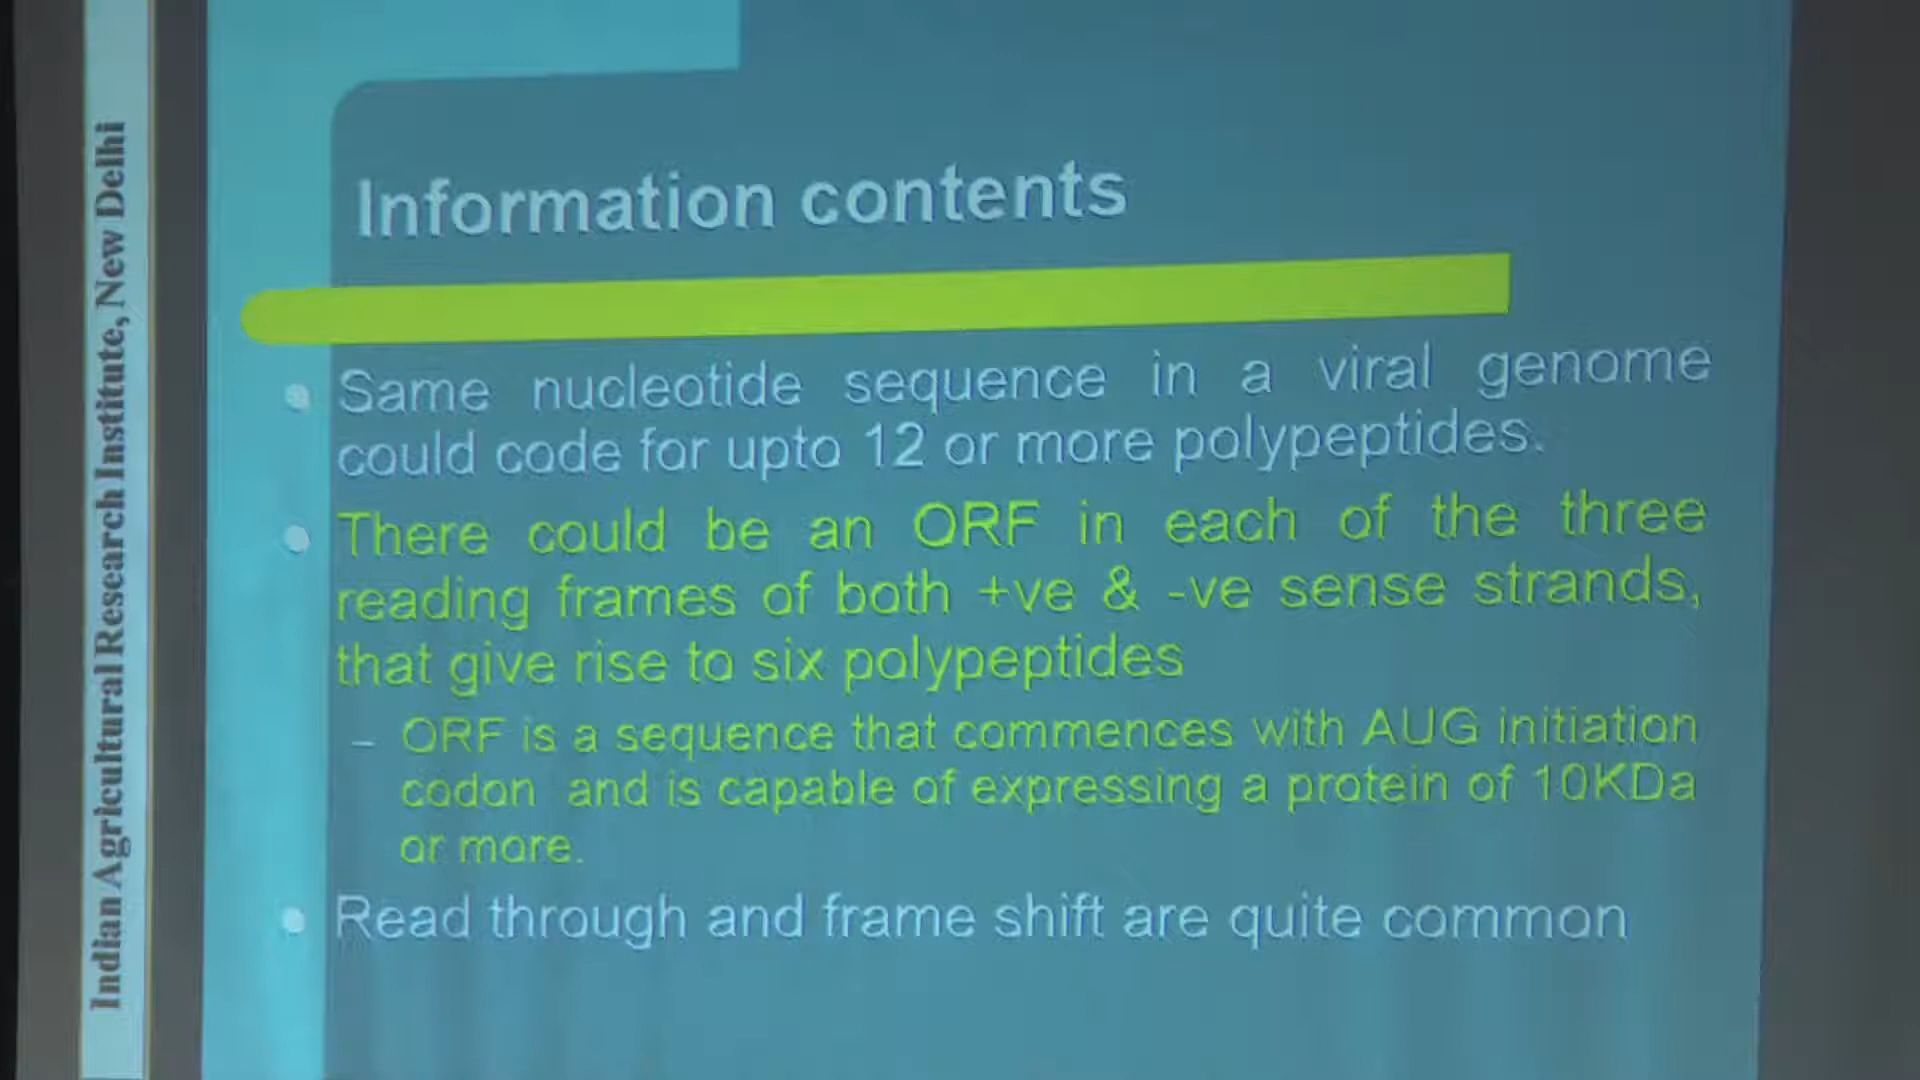 Indian Agricultural Research Institute, New Delhi
Information contents
Same nucleotide sequence in a viral genome
could code for upto 12 or more polypeptides.
There could be an ORF in each of the three
reading frames of both +ve & -ve sense strands,
that give rise to six polypeptides
– ORF is a sequence that commences with AUG initiation
codon and is capable of expressing a protein of 10KDa
or more.
Read through and frame shift are quite common